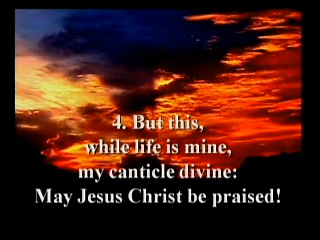 4. But this,
while life is mine,
my canticle divine:
May Jesus Christ be praised!